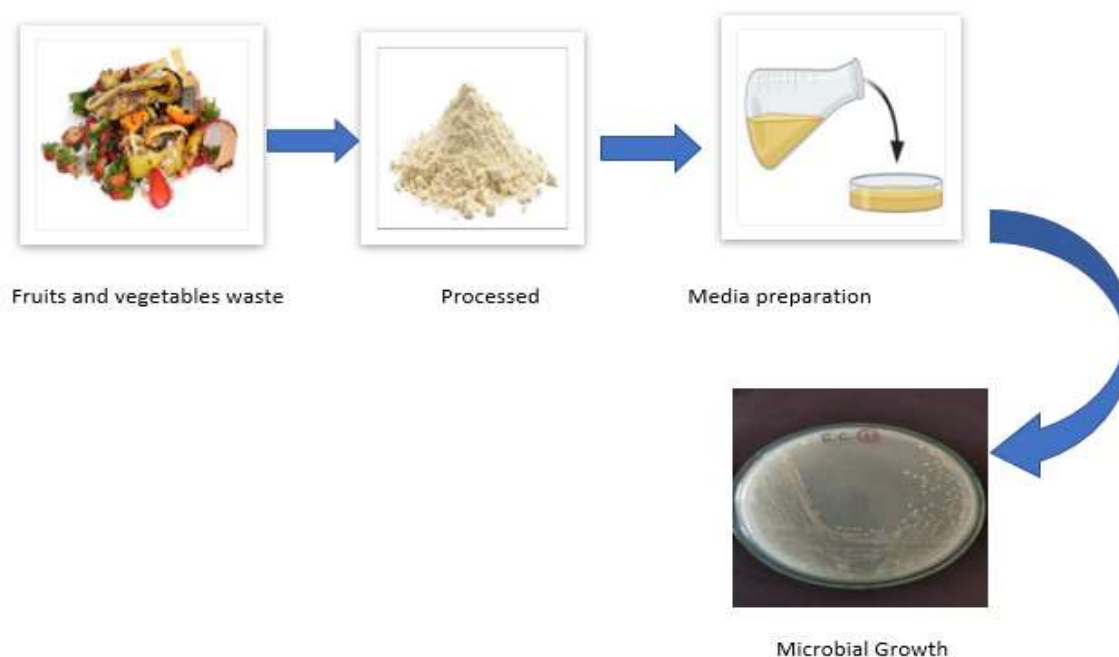 Fruits and vegetables waste
Processed
Media preparation
Microbial Growth